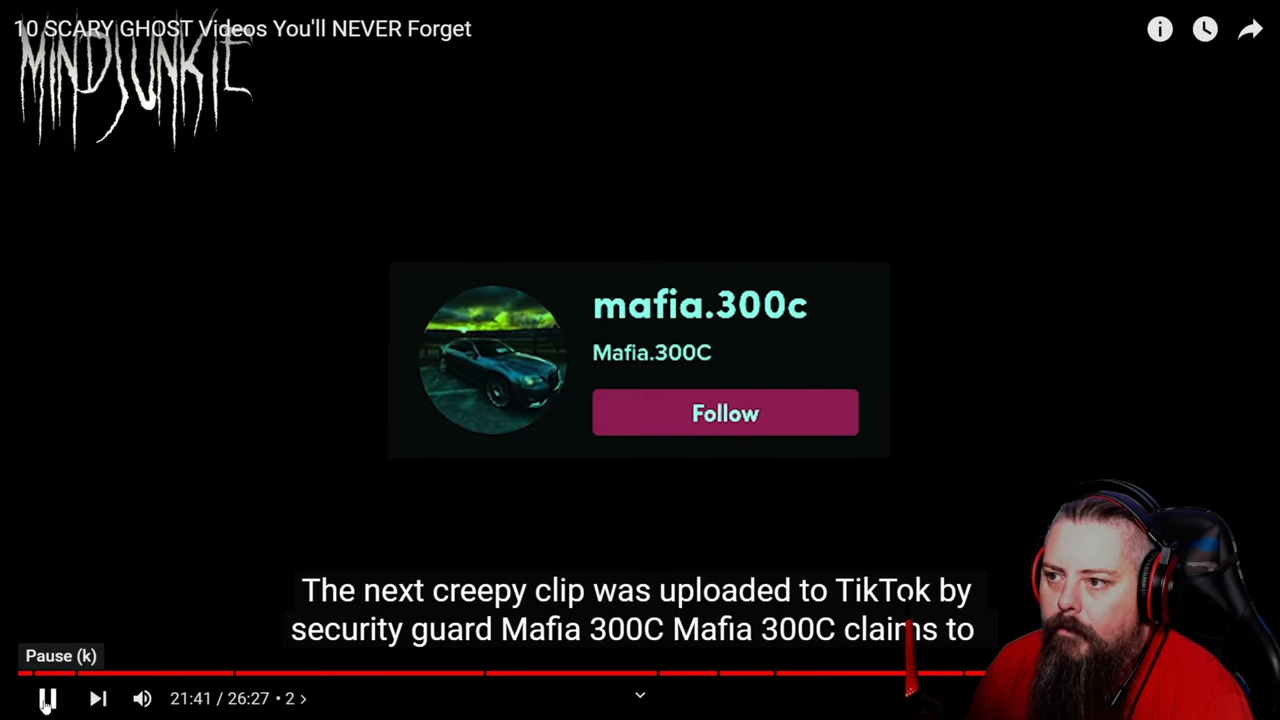 10 SCARY GHOST Videos You'll NEVER Forget
MINDJUNKIE
mafia.300c
Mafia.300C
Follow
The next creepy clip was uploaded to TikTok by
security guard Mafia 300C Mafia 300C claims to
Pause (k)
21:41 / 26:27 • 2 >